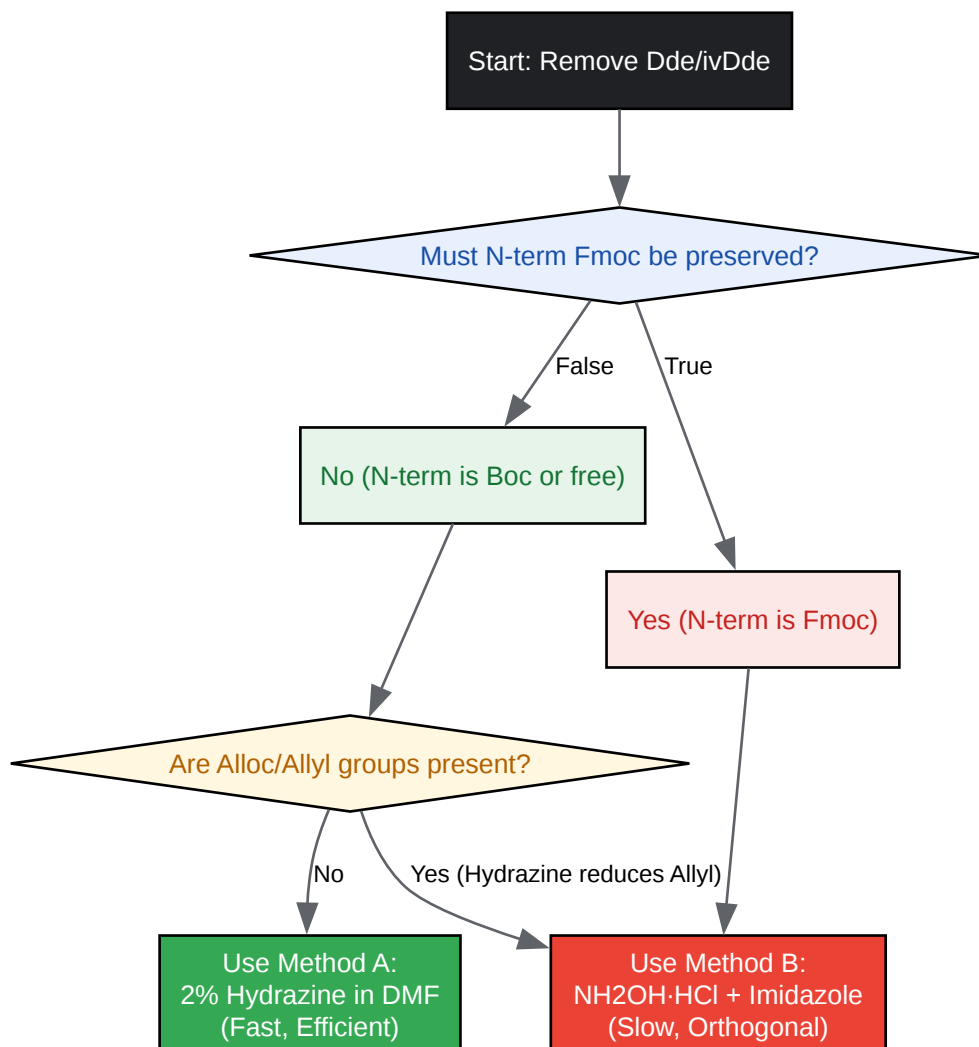 Start: Remove Dde/ivDde
Must N-term Fmoc be preserved?
False
True
No (N-term is Boc or free)
Yes (N-term is Fmoc)
Are Alloc/Allyl groups present?
No
Yes (Hydrazine reduces Allyl)
Use Method A:
2% Hydrazine in DMF
(Fast, Efficient)
Use Method B:
NH2OH·HCl + Imidazole
(Slow, Orthogonal)